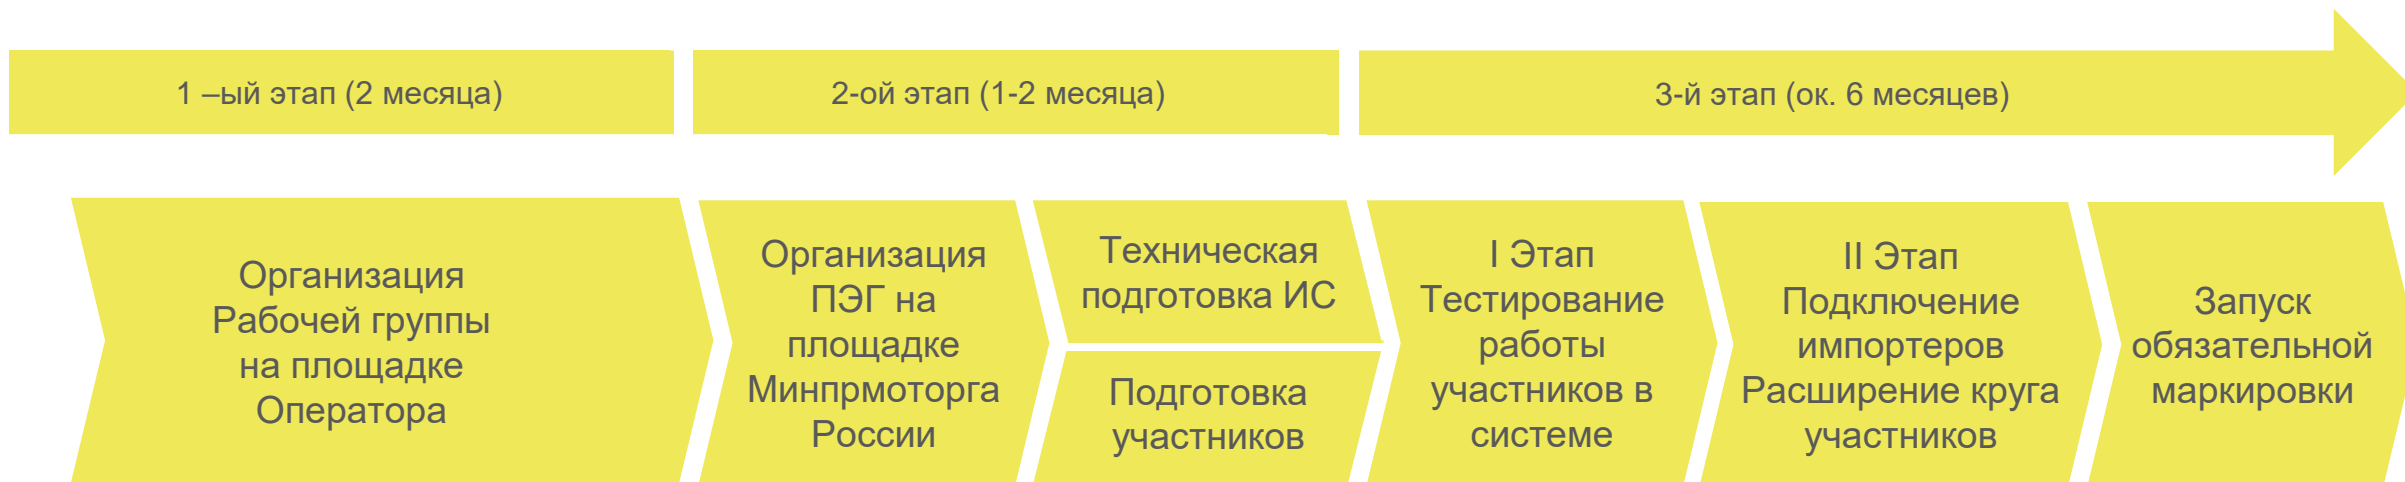 1 –ый этап (2 месяца)
2-ой этап (1-2 месяца)
3-й этап (ок. 6 месяцев)
Организация
Рабочей группы
на площадке
Оператора
Организация
ПЭГ на
площадке
Минпрмоторга
России
Техническая
подготовка ИС
Подготовка
участников
I Этап
Тестирование
работы
участников в
системе
II Этап
Подключение
импортеров
Расширение круга
участников
Запуск
обязательной
маркировки